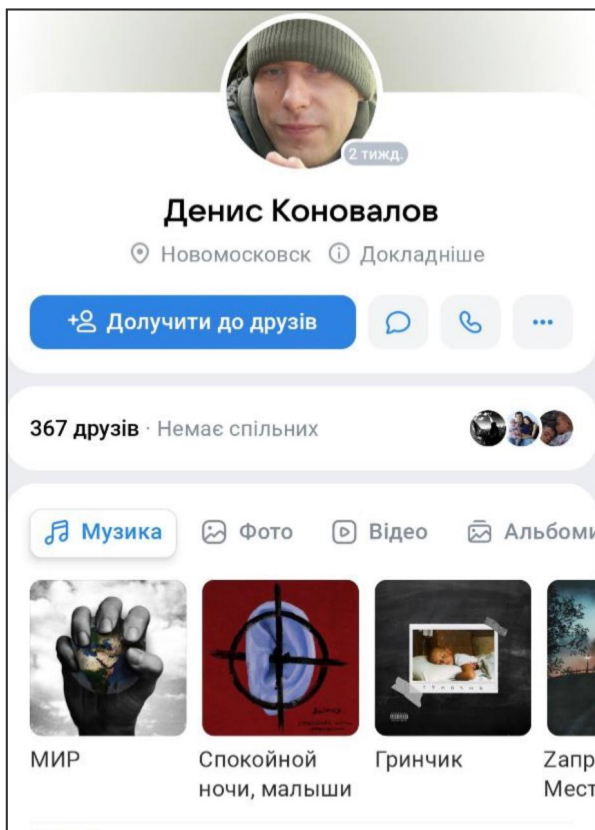 2 тижд.
Денис Коновалов
Новомосковск Докладніше
Долучити до друзів
367 друзів · Немає спільних
Музика Фото Відео Альбоми
МИР
Спокойной
ночи, малыши
Гринчик
Zапр
Мест